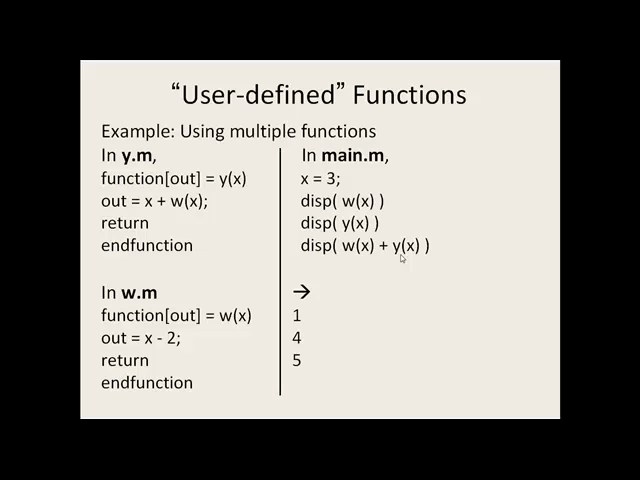 “User-defined” Functions
Example: Using multiple functions
In y.m,
function[out] = y(x)
out = x + w(x);
return
endfunction
In w.m
function[out] = w(x)
out = x - 2;
return
endfunction
In main.m,
x = 3;
disp( w(x) )
disp( y(x) )
disp( w(x) + y(x) )
→
1
4
5